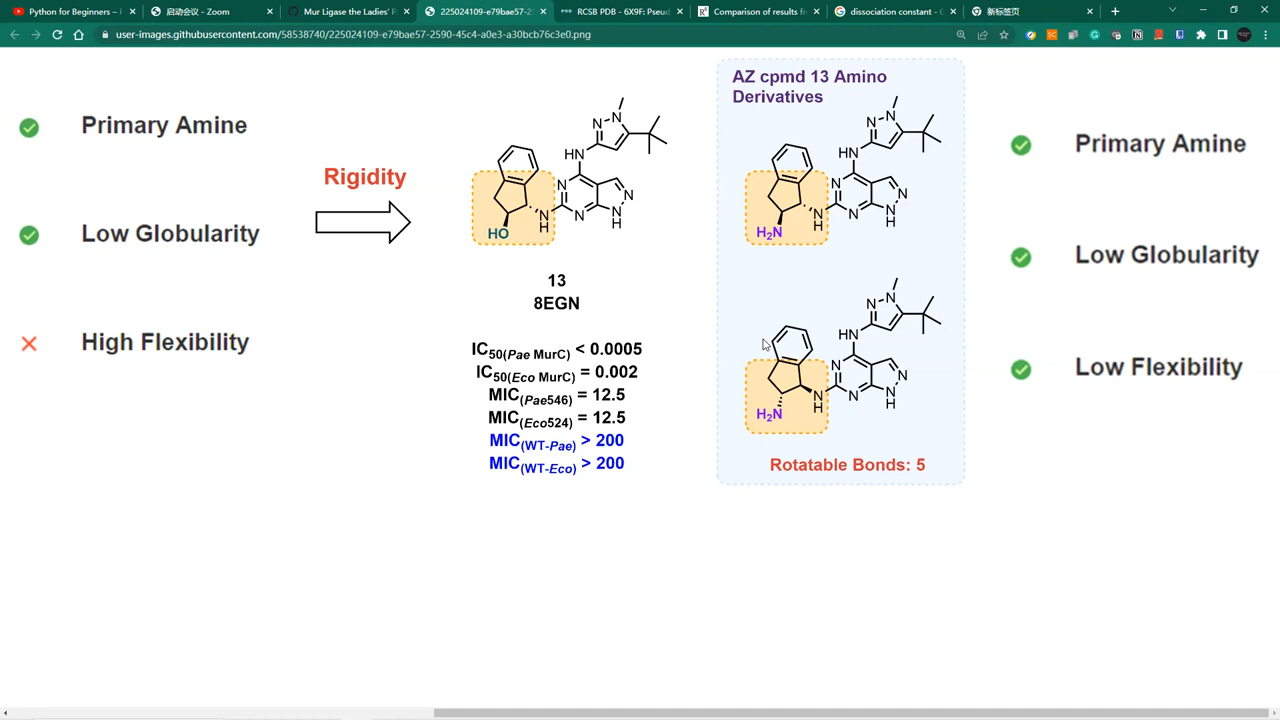 Python for Beginners – I
启动会议 - Zoom
Mur Ligase the Ladies' P
225024109-e79bae57-2
RCSB PDB - 6X9F: Pseud
Comparison of results fr
dissociation constant - G
新标签页
user-images.githubusercontent.com/58538740/225024109-e79bae57-2590-45c4-a0e3-a30bcb76c3e0.png
Primary Amine
Low Globularity
High Flexibility
Rigidity
N
N
HN
N
N
N
N
H
N
H
HO
13
8EGN
IC50(Pae MurC) < 0.0005
IC50(Eco MurC) = 0.002
MIC(Pae546) = 12.5
MIC(Eco524) = 12.5
MIC(WT-Pae) > 200
MIC(WT-Eco) > 200
AZ cpmd 13 Amino
Derivatives
N
N
HN
N
N
N
N
H
N
H
H2N
N
N
HN
N
N
N
N
H
N
H
H2N
Rotatable Bonds: 5
Primary Amine
Low Globularity
Low Flexibility